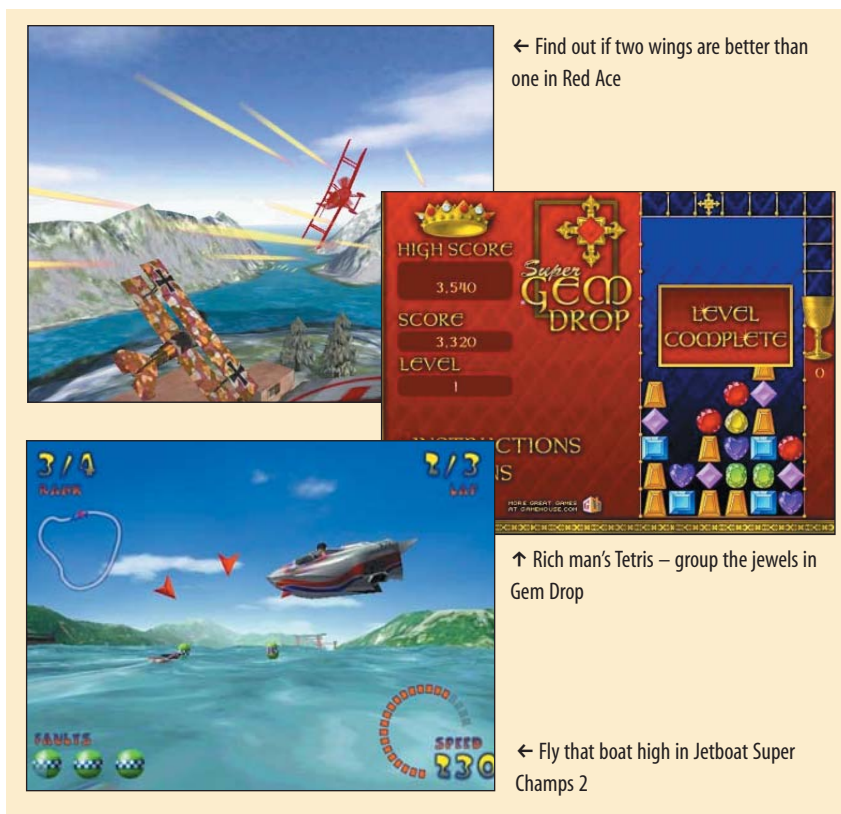 ← Find out if two wings are better than
one in Red Ace
HIGH SCORE
3,540
SCORE
3,320
LEVEL
1
Super
GEM
DROP
LEVEL
COMPLETE
0
MORE GREAT GAMES
AT GAMEHOUSE.COM
↑ Rich man's Tetris – group the jewels in
Gem Drop
3/4
RANK
2/3
LAP
FAULTS
SPEED
230
← Fly that boat high in Jetboat Super
Champs 2